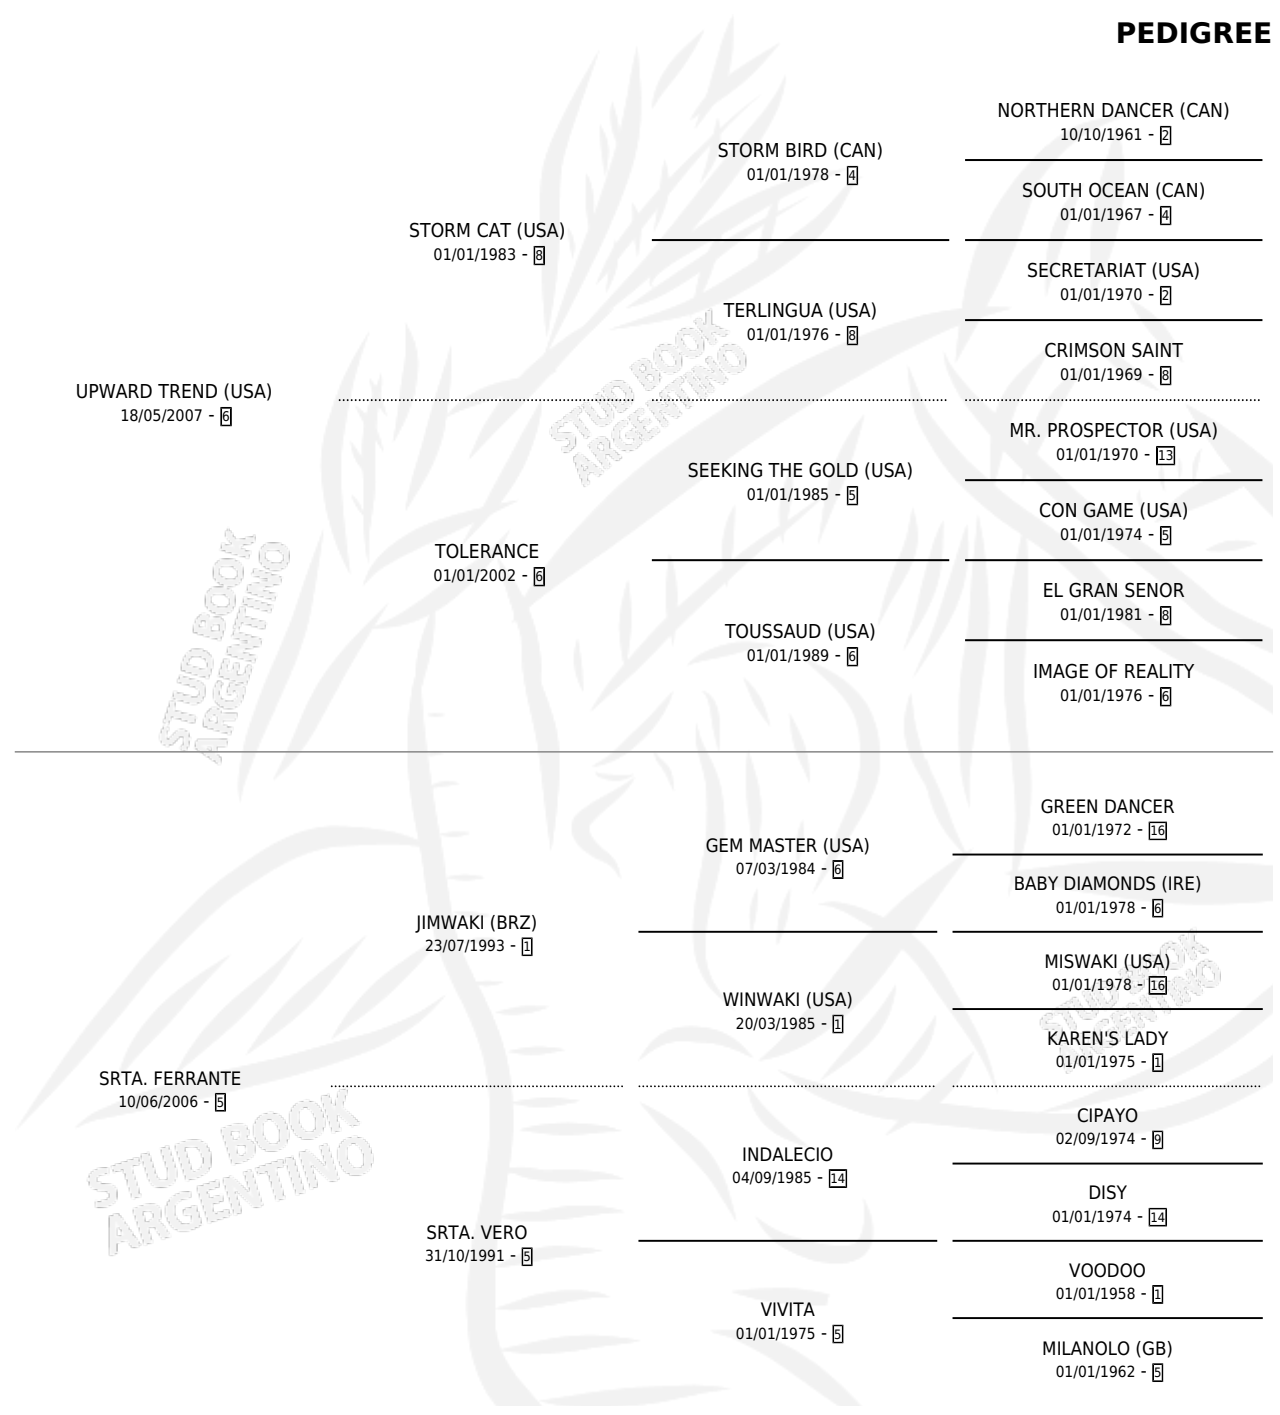 PEDIGREE
NORTHERN DANCER (CAN)
10/10/1961 - 2
STORM BIRD (CAN)
01/01/1978 - 4
SOUTH OCEAN (CAN)
01/01/1967 - 4
STORM CAT (USA)
01/01/1983 - 8
SECRETARIAT (USA)
01/01/1970 - 2
TERLINGUA (USA)
01/01/1976 - 8
CRIMSON SAINT
01/01/1969 - 8
UPWARD TREND (USA)
18/05/2007 - 6
MR. PROSPECTOR (USA)
01/01/1970 - 13
SEEKING THE GOLD (USA)
01/01/1985 - 5
CON GAME (USA)
01/01/1974 - 5
TOLERANCE
01/01/2002 - 6
EL GRAN SENOR
01/01/1981 - 8
TOUSSAUD (USA)
01/01/1989 - 6
IMAGE OF REALITY
01/01/1976 - 6
GREEN DANCER
01/01/1972 - 16
GEM MASTER (USA)
07/03/1984 - 6
BABY DIAMONDS (IRE)
01/01/1978 - 6
JIMWAKI (BRZ)
23/07/1993 - 1
MISWAKI (USA)
01/01/1978 - 16
WINWAKI (USA)
20/03/1985 - 1
KAREN'S LADY
01/01/1975 - 1
SRTA. FERRANTE
10/06/2006 - 5
CIPAYO
02/09/1974 - 9
INDALECIO
04/09/1985 - 14
DISY
01/01/1974 - 14
SRTA. VERO
31/10/1991 - 5
VOODOO
01/01/1958 - 1
VIVITA
01/01/1975 - 5
MILANOLO (GB)
01/01/1962 - 5
STUD BOOK
ARGENTINO
STUD BOOK
ARGENTINO
STUD BOOK
ARGENTINO
STUD BOOK
ARGENTINO